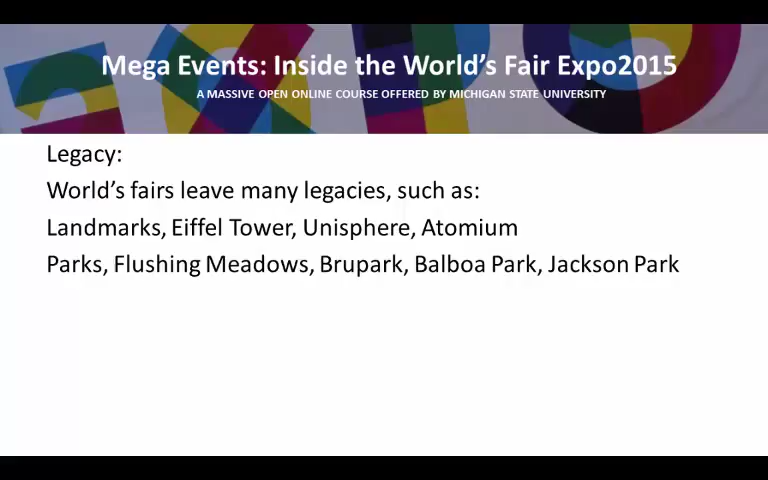 Mega Events: Inside the World's Fair Expo2015
A MASSIVE OPEN ONLINE COURSE OFFERED BY MICHIGAN STATE UNIVERSITY
Legacy:
World's fairs leave many legacies, such as:
Landmarks, Eiffel Tower, Unisphere, Atomium
Parks, Flushing Meadows, Brupark, Balboa Park, Jackson Park